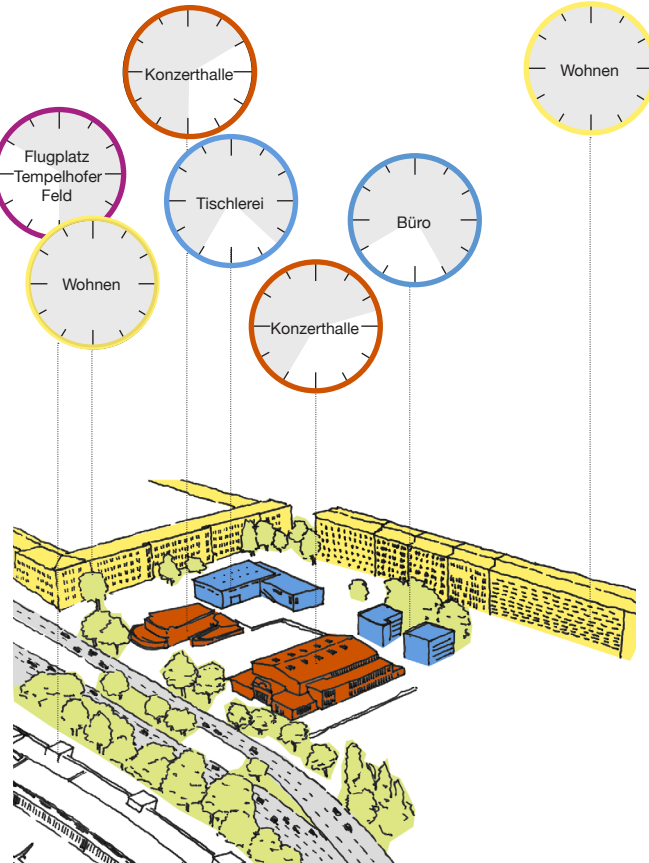 Konzerthalle
Wohnen
Flugplatz
Tempelhofer
Feld
Tischlerei
Büro
Wohnen
Konzerthalle